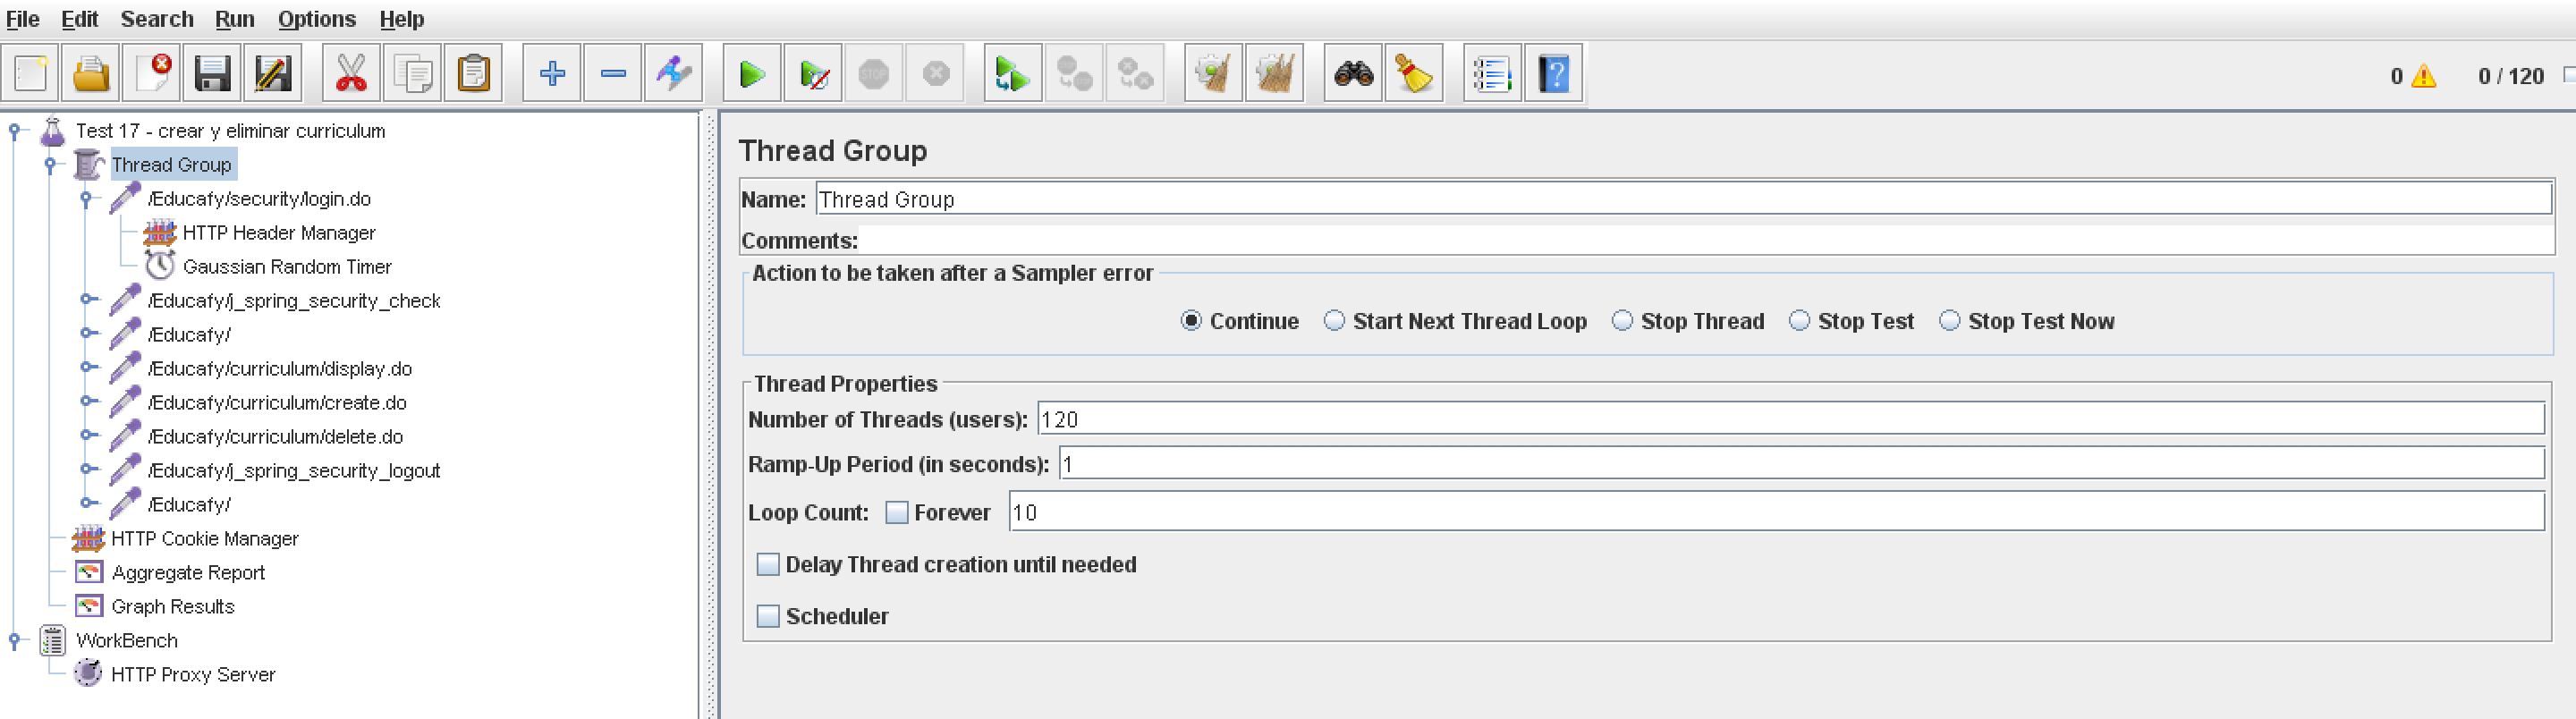 File Edit Search Run Options Help
STOP
0 0 / 120
Test 17 - crear y eliminar curriculum
Thread Group
/Educafy/security/login.do
HTTP Header Manager
Gaussian Random Timer
/Educafy/j_spring_security_check
/Educafy/
/Educafy/curriculum/display.do
/Educafy/curriculum/create.do
/Educafy/curriculum/delete.do
/Educafy/j_spring_security_logout
/Educafy/
HTTP Cookie Manager
Aggregate Report
Graph Results
WorkBench
HTTP Proxy Server
Thread Group
Name: Thread Group
Comments:
Action to be taken after a Sampler error
Continue Start Next Thread Loop Stop Thread Stop Test Stop Test Now
Thread Properties
Number of Threads (users): 120
Ramp-Up Period (in seconds): 1
Loop Count: Forever 10
Delay Thread creation until needed
Scheduler